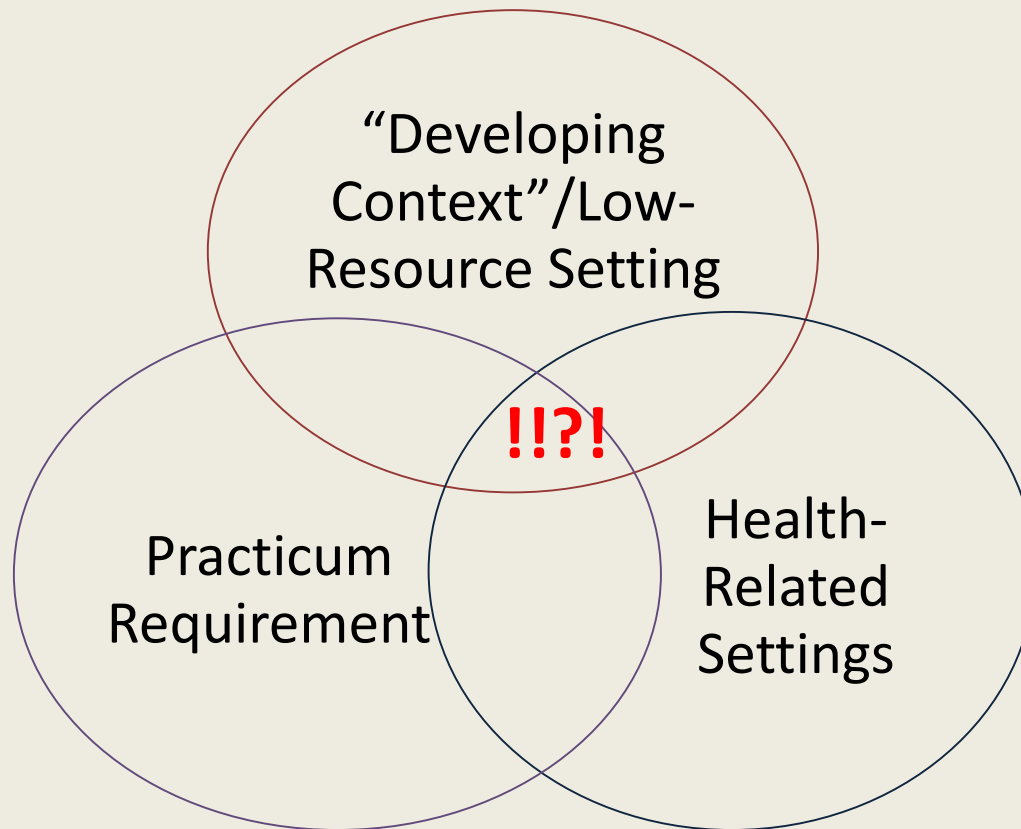 “Developing
Context”/Low-
Resource Setting
!!?!
Practicum
Requirement
Health-
Related
Settings